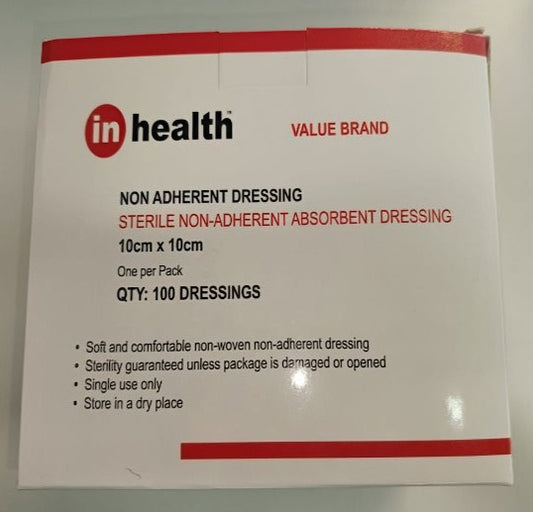 in health™
VALUE BRAND
NON ADHERENT DRESSING
STERILE NON-ADHERENT ABSORBENT DRESSING
10cm x 10cm
One per Pack
QTY: 100 DRESSINGS
• Soft and comfortable non-woven non-adherent dressing
• Sterility guaranteed unless package is damaged or opened
• Single use only
• Store in a dry place